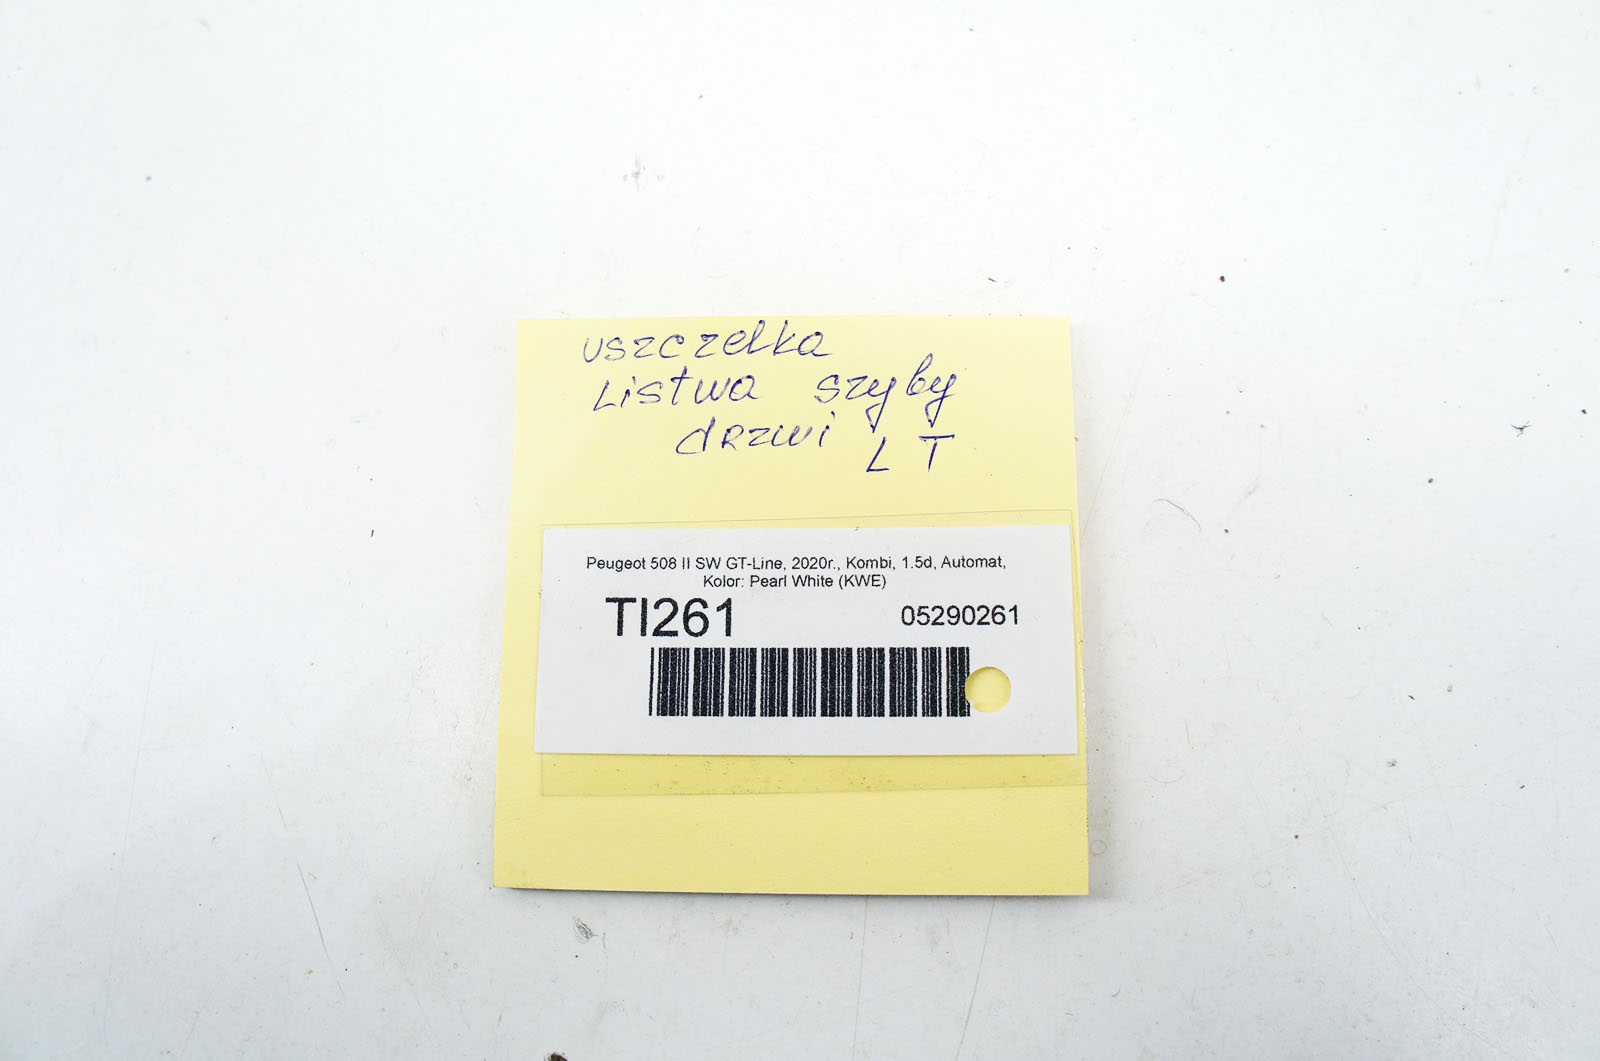 uszczelka
Listwa szyby
drzwi L T
Peugeot 508 II SW GT-Line, 2020r., Kombi, 1.5d, Automat,
Kolor: Pearl White (KWE)
TI261 05290261